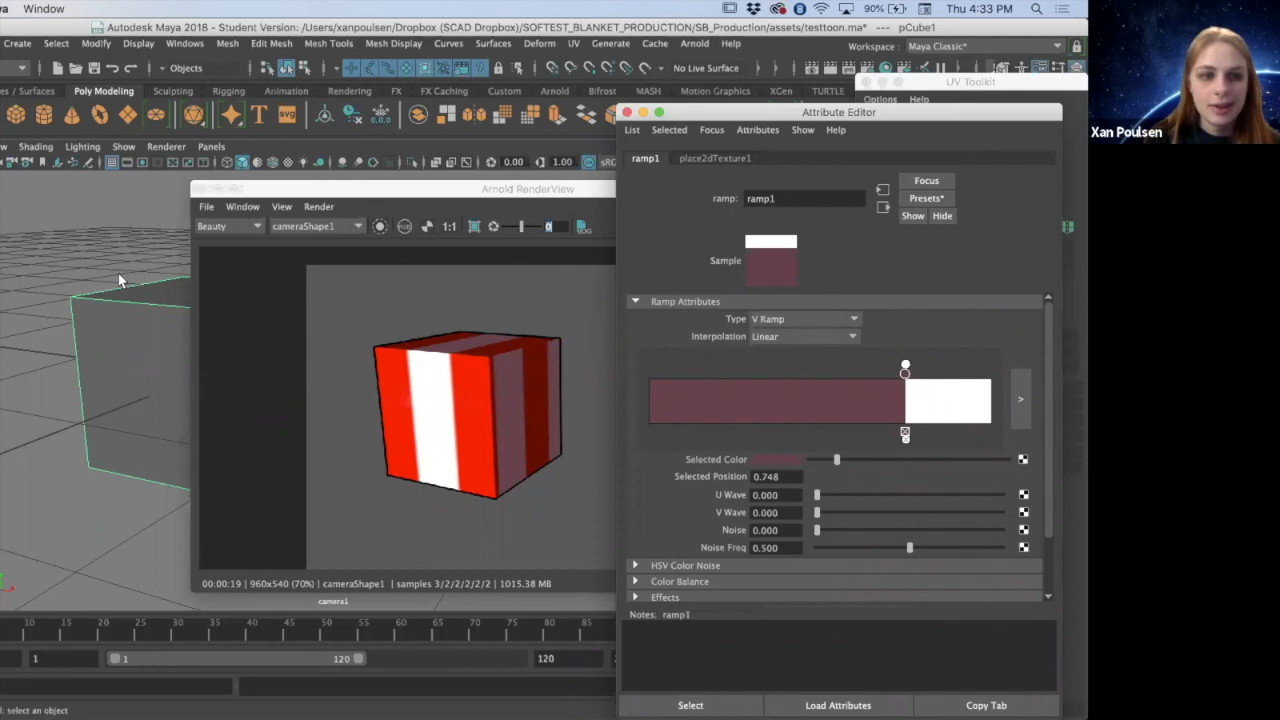 Window
90%
Thu 4:33 PM
Autodesk Maya 2018 - Student Version: /Users/xanpoulsen/Dropbox (SCAD Dropbox)/SOFTEST_BLANKET_PRODUCTION/SB_Production/assets/testtoon.ma* --- pCube1
Create Select Modify Display Windows Mesh Edit Mesh Mesh Tools Mesh Display Curves Surfaces Deform UV Generate Cache Arnold Help
Workspace : Maya Classic*
Objects
No Live Surface
/ Surfaces Poly Modeling Sculpting Rigging Animation Rendering FX FX Caching Custom Arnold Bifrost MASH Motion Graphics XGen TURTLE
UV Toolkit
Options Help
Attribute Editor
List Selected Focus Attributes Show Help
Shading Lighting Show Renderer Panels
0.00 1.00
ramp1 place2dTexture1
Arnold RenderView
File Window View Render
Beauty cameraShape1 1:1 0
ramp: ramp1
Focus
Presets*
Show Hide
Sample
Ramp Attributes
Type V Ramp
Interpolation Linear
>
Selected Color
Selected Position 0.748
U Wave 0.000
V Wave 0.000
Noise 0.000
Noise Freq 0.500
HSV Color Noise
Color Balance
Effects
Notes: ramp1
00:00:19 | 960x540 (70%) | cameraShape1 | samples 3/2/2/2/2/2 | 1015.38 MB
camera1
10 15 20 25 30 35 40 45 50 55 60 65 70 75 80 85
1 1 120 120
select an object
Select Load Attributes Copy Tab
Xan Poulsen